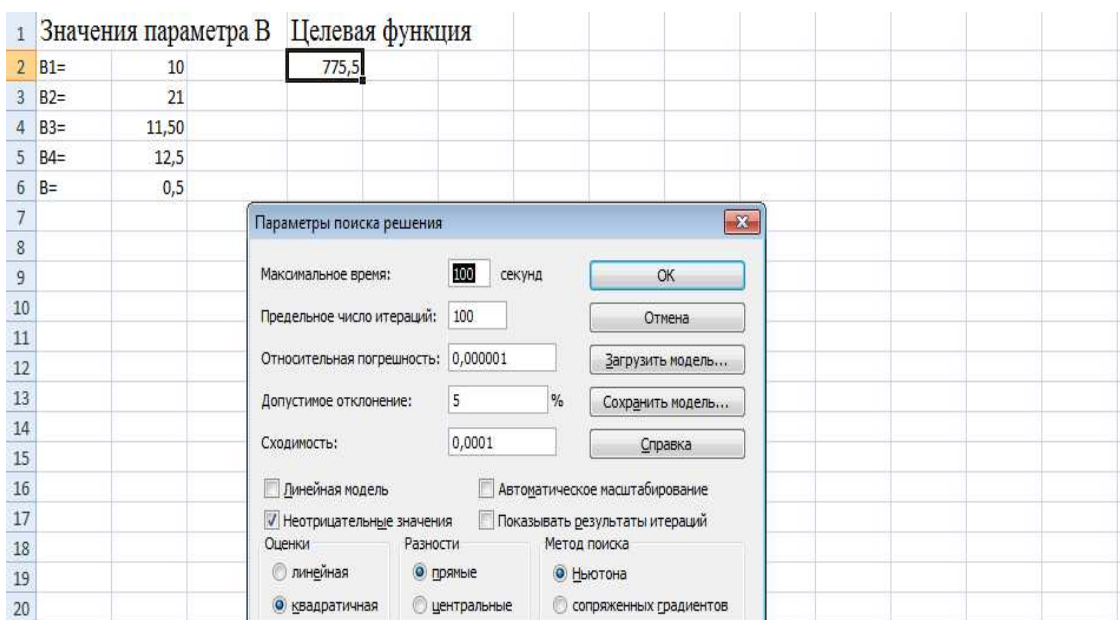 1 Значения параметра В Целевая функция
2 B1= 10 775,5
3 B2= 21
4 B3= 11,50
5 B4= 12,5
6 B= 0,5
7
Параметры поиска решения
8
9 Максимальное время: 100 секунд ОК
10 Предельное число итераций: 100 Отмена
11
12 Относительная погрешность: 0,000001 Загрузить модель...
13 Допустимое отклонение: 5 % Сохранить модель...
14
15 Сходимость: 0,0001 Справка
16 Линейная модель Автоматическое масштабирование
17 Неотрицательные значения Показывать результаты итераций
18 Оценки Разности Метод поиска
19 линейная прямые Ньютона
20 квадратичная центральные сопряженных градиентов